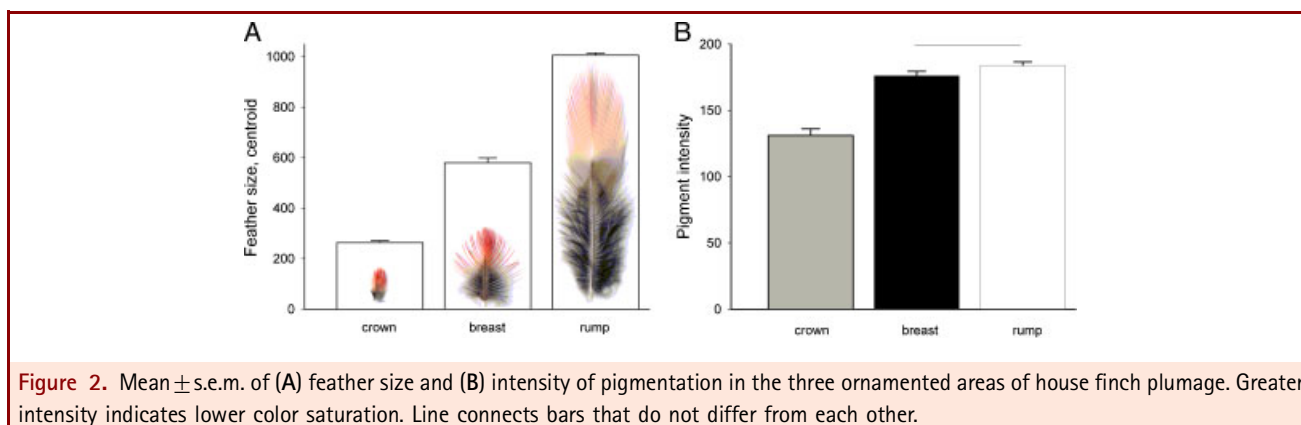 A
B
Feather size, centroid
1000
800
600
400
200
0
crown breast rump
Pigment intensity
200
150
100
50
0
crown breast rump
Figure 2. Mean ± s.e.m. of (A) feather size and (B) intensity of pigmentation in the three ornamented areas of house finch plumage. Greater
intensity indicates lower color saturation. Line connects bars that do not differ from each other.